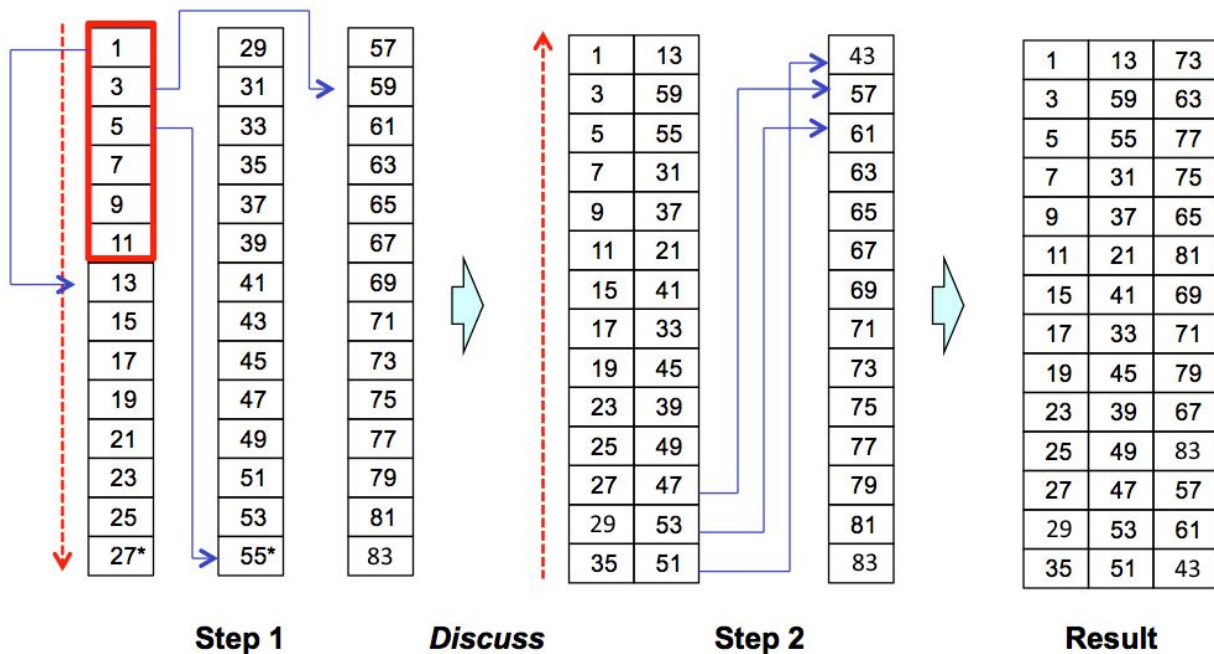 1 29 57 1 13 43 1 13 73
3 31 59 3 59 57 3 59 63
5 33 61 5 55 61 5 55 77
7 35 63 7 31 63 7 31 75
9 37 65 9 37 65 9 37 65
11 39 67 11 21 67 11 21 81
13 41 69 15 41 69 15 41 69
15 43 71 17 33 71 17 33 71
17 45 73 19 45 73 19 45 79
19 47 75 23 39 75 23 39 67
21 49 77 25 49 77 25 49 83
23 51 79 27 47 79 27 47 57
25 53 81 29 53 81 29 53 61
27* 55* 83 35 51 83 35 51 43
Step 1 Discuss Step 2 Result